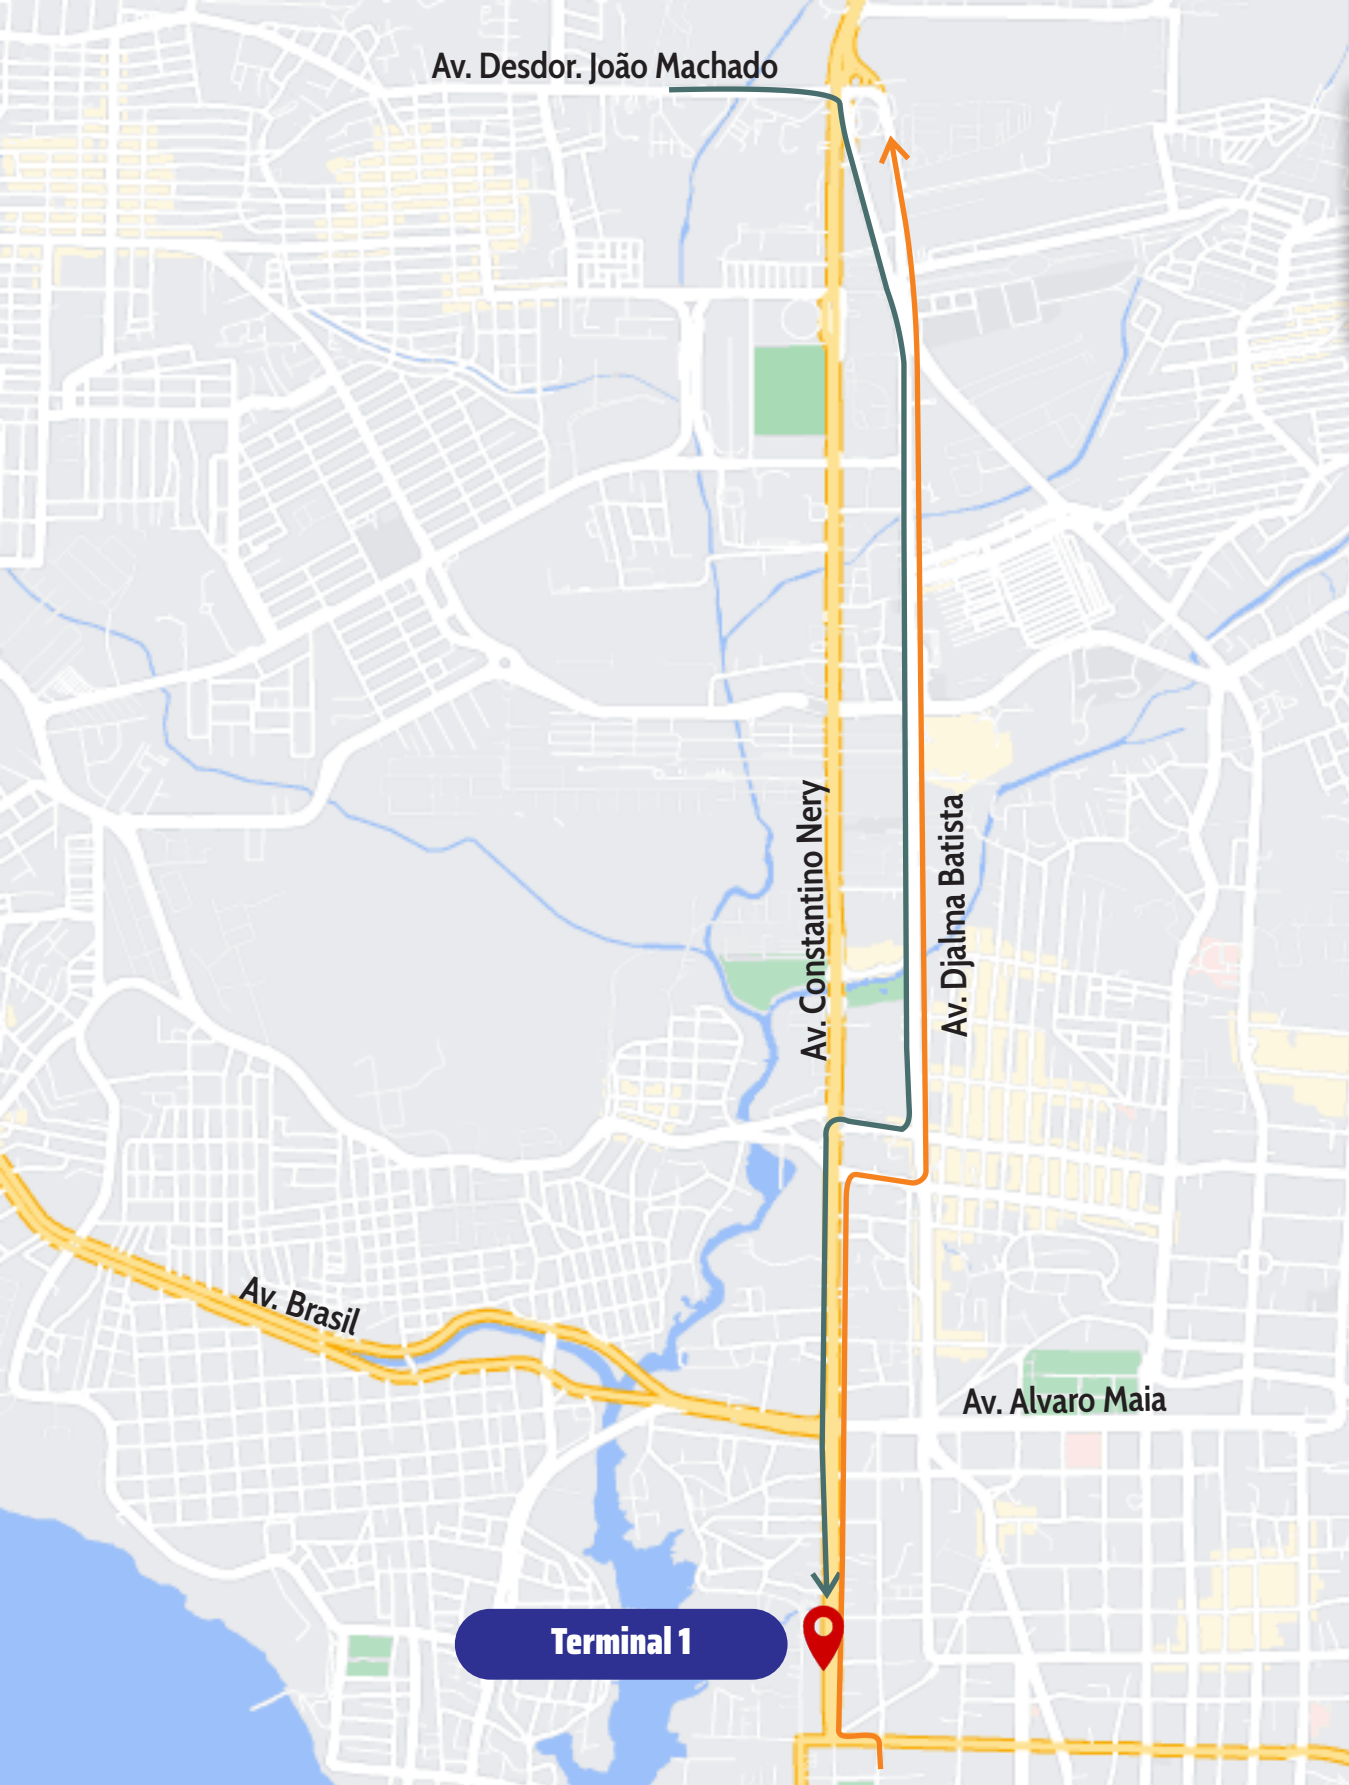 Av. Desdor. João Machado
Av. Constantino Nery
Av. Djalma Batista
Av. Brasil
Av. Alvaro Maia
Terminal 1